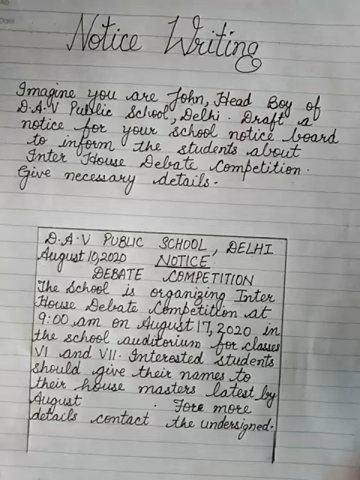 Notice Writing
Imagine you are John, Head Boy of
D.A.V Public School, Delhi. Draft a
notice for your school notice board
to inform the students about
Inter House Debate Competition.
Give necessary details.
D.A.V PUBLIC SCHOOL, DELHI
August 10,2020 NOTICE
DEBATE COMPETITION
The School is organizing Inter
House Debate Competition at
9:00 am on August 17, 2020 in
the school auditorium for classes
VI and VII. Interested students
should give their names to
their house masters latest by
August . Fore more
details contact the undersigned.